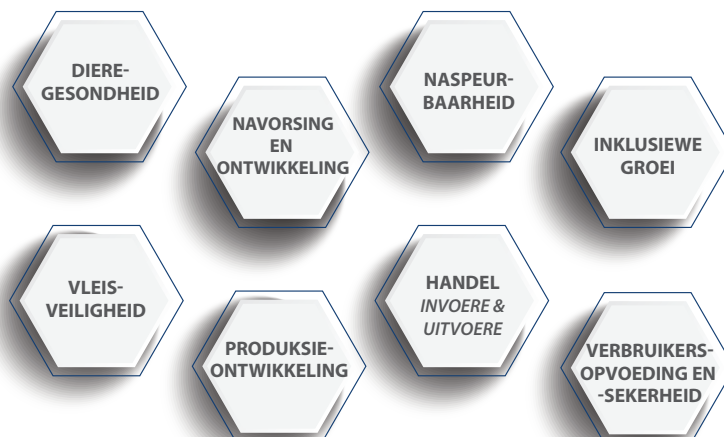 DIERE-
GESONDHEID
NAVORSING
EN
ONTWIKKELING
NASPEUR-
BAARHEID
INKLUSIEWE
GROEI
VLEIS-
VEILIGHEID
PRODUKSIE-
ONTWIKKELING
HANDEL
INVOERE &
UITVOERE
VERBRUIKERS-
OPVOEDING EN
-SEKERHEID